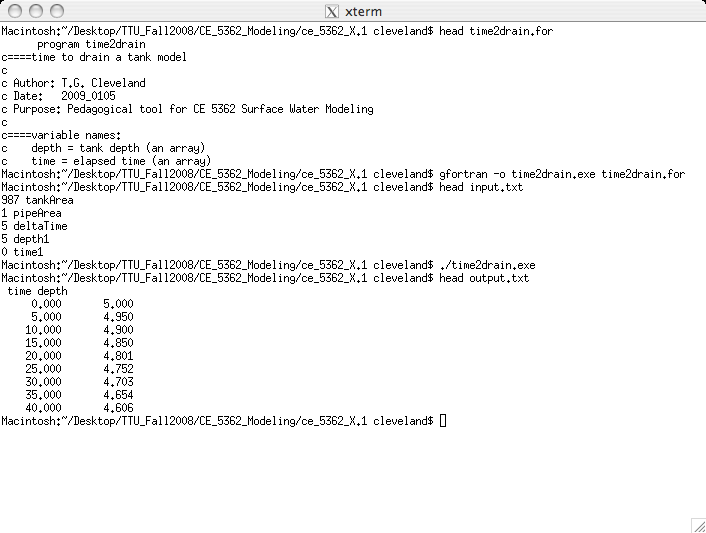 xterm
Macintosh:~/Desktop/TTU_Fall2008/CE_5362_Modeling/ce_5362_X.1 cleveland$ head time2drain.for
      program time2drain
c====time to drain a tank model
c
c Author: T.G. Cleveland
c Date:   2009_0105
c Purpose: Pedagogical tool for CE 5362 Surface Water Modeling
c
c====variable names:
c    depth = tank depth (an array)
c    time = elapsed time (an array)
Macintosh:~/Desktop/TTU_Fall2008/CE_5362_Modeling/ce_5362_X.1 cleveland$ gfortran -o time2drain.exe time2drain.for
Macintosh:~/Desktop/TTU_Fall2008/CE_5362_Modeling/ce_5362_X.1 cleveland$ head input.txt
987 tankArea
1 pipeArea
5 deltaTime
5 depth1
0 time1
Macintosh:~/Desktop/TTU_Fall2008/CE_5362_Modeling/ce_5362_X.1 cleveland$ ./time2drain.exe
Macintosh:~/Desktop/TTU_Fall2008/CE_5362_Modeling/ce_5362_X.1 cleveland$ head output.txt
 time depth
     0.000       5.000
     5.000       4.950
    10.000       4.900
    15.000       4.850
    20.000       4.801
    25.000       4.752
    30.000       4.703
    35.000       4.654
    40.000       4.606
Macintosh:~/Desktop/TTU_Fall2008/CE_5362_Modeling/ce_5362_X.1 cleveland$